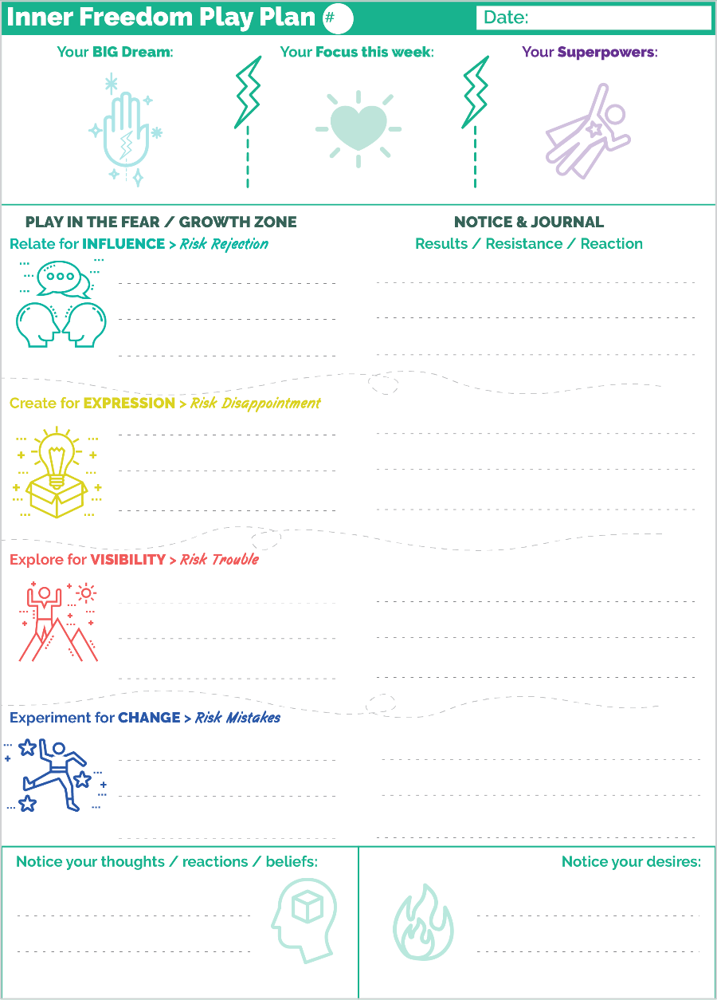 Inner Freedom Play Plan #
Date:
Your BIG Dream:
Your Focus this week:
Your Superpowers:
PLAY IN THE FEAR / GROWTH ZONE
NOTICE & JOURNAL
Relate for INFLUENCE > Risk Rejection
Results / Resistance / Reaction
Create for EXPRESSION > Risk Disappointment
Explore for VISIBILITY > Risk Trouble
Experiment for CHANGE > Risk Mistakes
Notice your thoughts / reactions / beliefs:
Notice your desires: